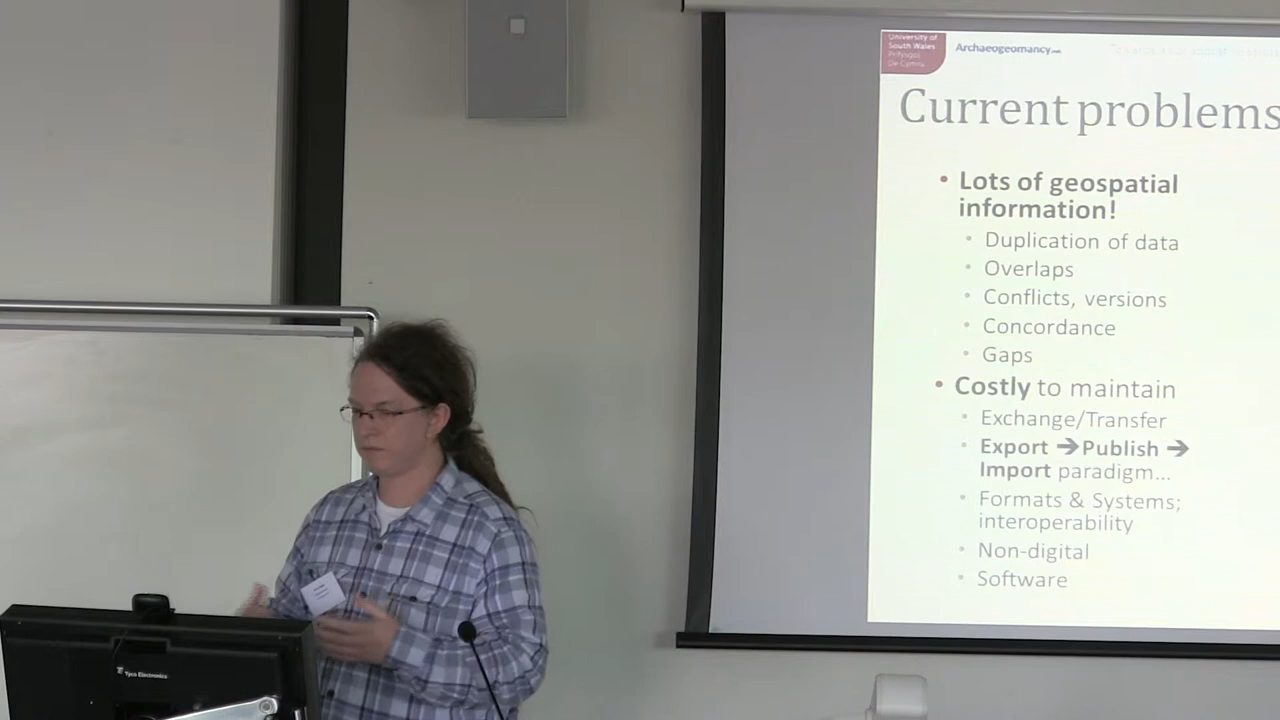 University of
South Wales
Prifysgol
De Cymru
Archaeogeomancy.net
Current problems
• Lots of geospatial
information!
• Duplication of data
• Overlaps
• Conflicts, versions
• Concordance
• Gaps
• Costly to maintain
• Exchange/Transfer
• Export ➔Publish ➔
Import paradigm...
• Formats & Systems;
interoperability
• Non-digital
• Software
Tyco Electronics